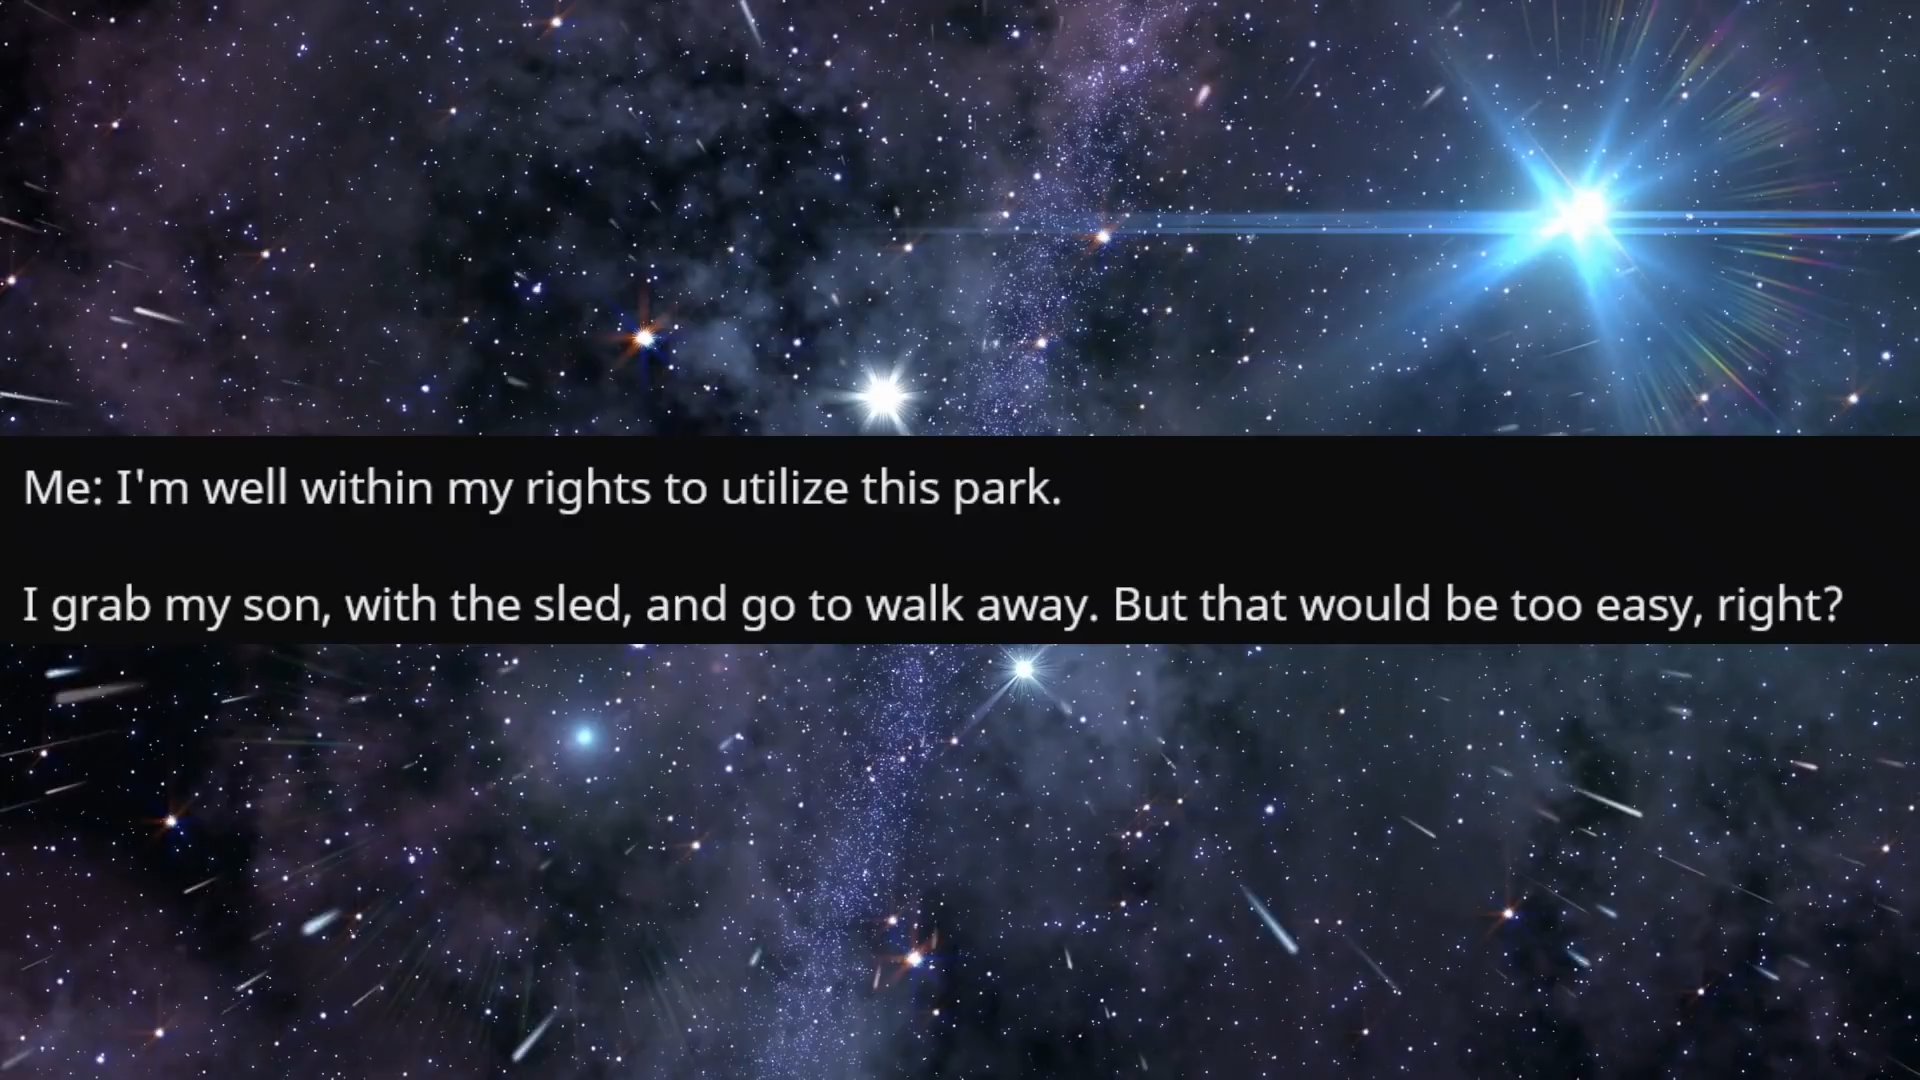 Me: I'm well within my rights to utilize this park.
I grab my son, with the sled, and go to walk away. But that would be too easy, right?